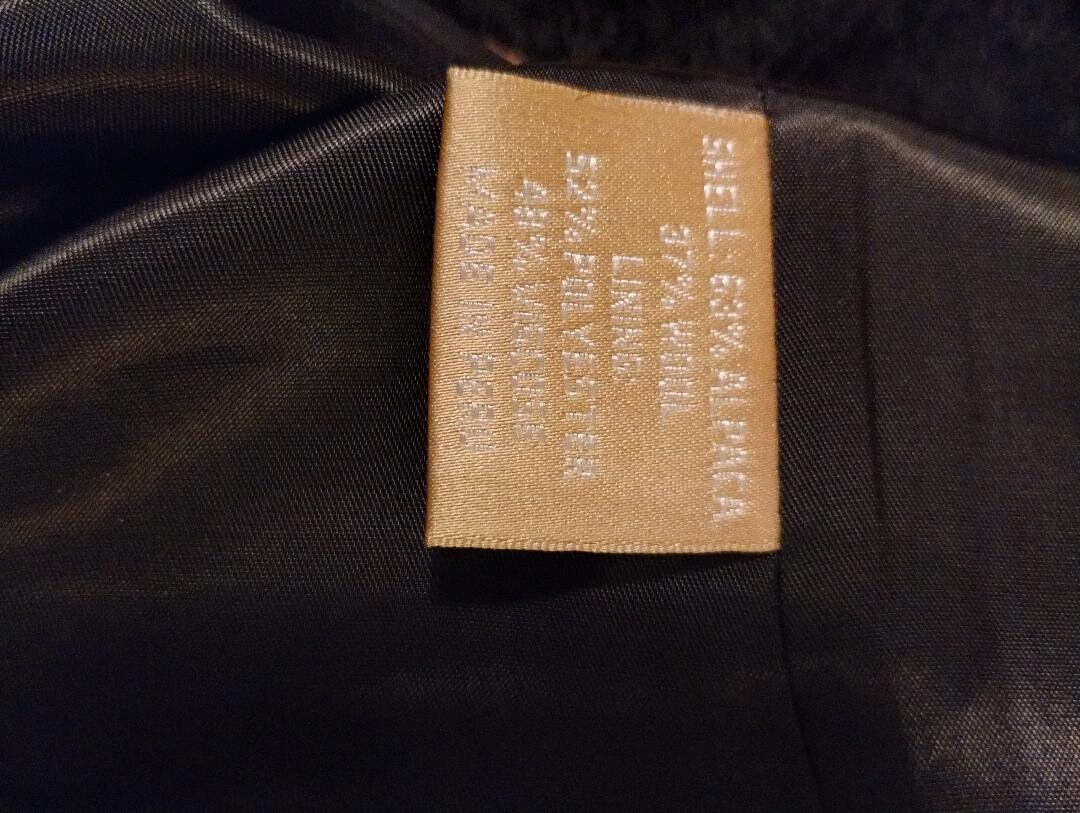 SHELL: 63% ALPACA
37% WOOL
LINING:
52% POLYESTER
48% VISCOSE
MADE IN PERU